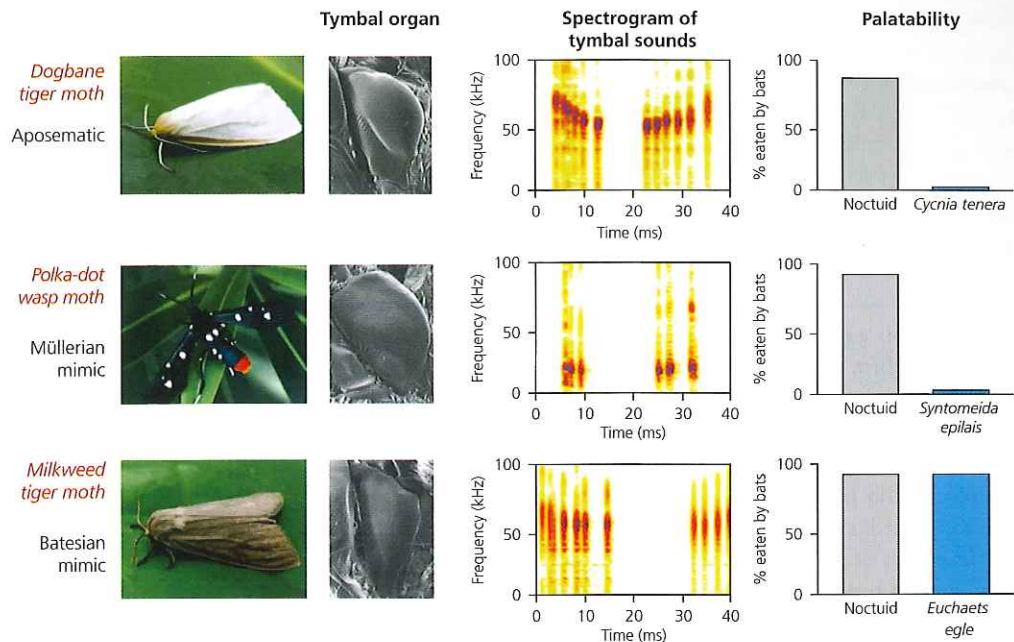 Tymbal organ
Spectrogram of
tymbal sounds
Palatability
Dogbane
tiger moth
Aposematic
Frequency (kHz)
100
50
0
0
10
20
30
40
Time (ms)
% eaten by bats
100
50
0
Noctuid
Cycnia tenera
Polka-dot
wasp moth
Müllerian
mimic
Frequency (kHz)
100
50
0
0
10
20
30
40
Time (ms)
% eaten by bats
100
50
0
Noctuid
Syntomeida
epilais
Milkweed
tiger moth
Batesian
mimic
Frequency (kHz)
100
50
0
0
10
20
30
40
Time (ms)
% eaten by bats
100
50
0
Noctuid
Euchaets
egle